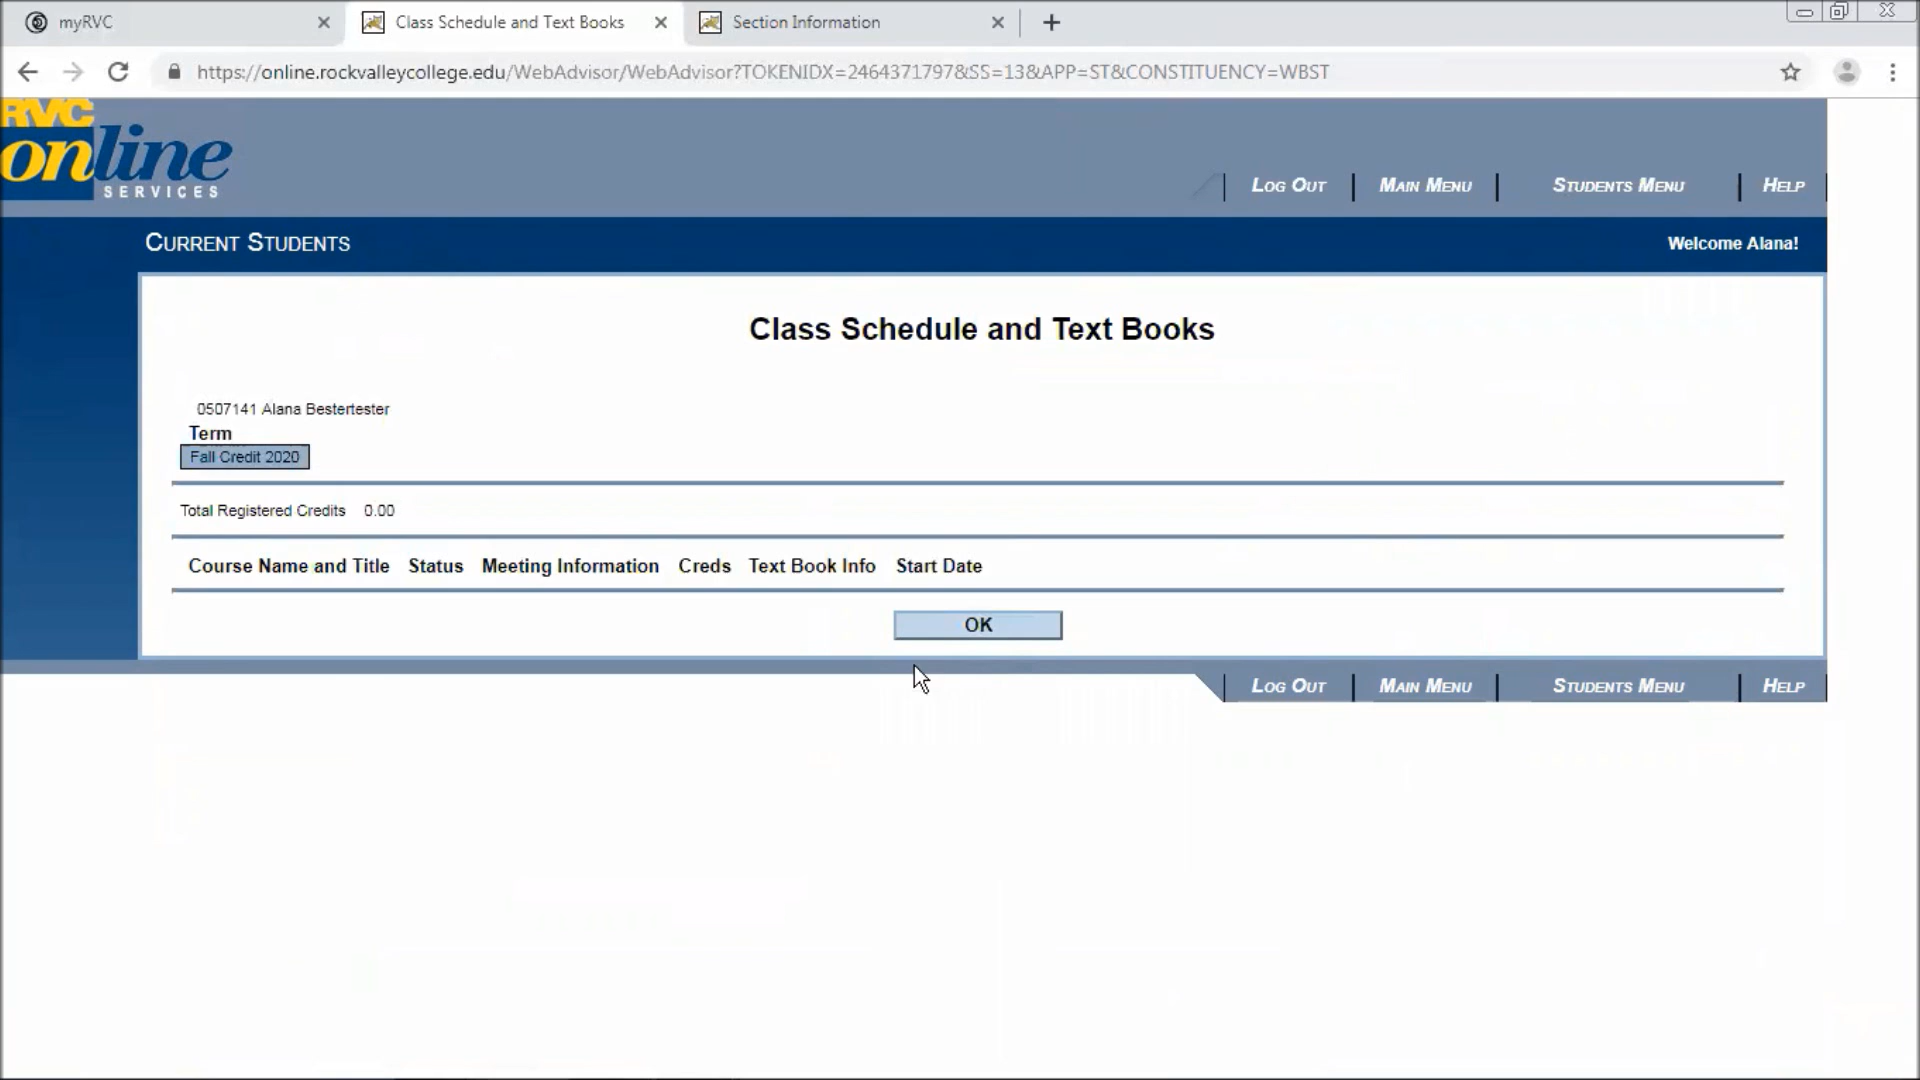 myRVC
Class Schedule and Text Books
Section Information
https://online.rockvalleycollege.edu/WebAdvisor/WebAdvisor?TOKENIDX=2464371797&SS=13&APP=ST&CONSTITUENCY=WBST
RVC
online
SERVICES
LOG OUT MAIN MENU STUDENTS MENU HELP
CURRENT STUDENTS
Welcome Alana!
Class Schedule and Text Books
0507141 Alana Bestertester
Term
Fall Credit 2020
Total Registered Credits 0.00
Course Name and Title Status Meeting Information Creds Text Book Info Start Date
OK
LOG OUT MAIN MENU STUDENTS MENU HELP